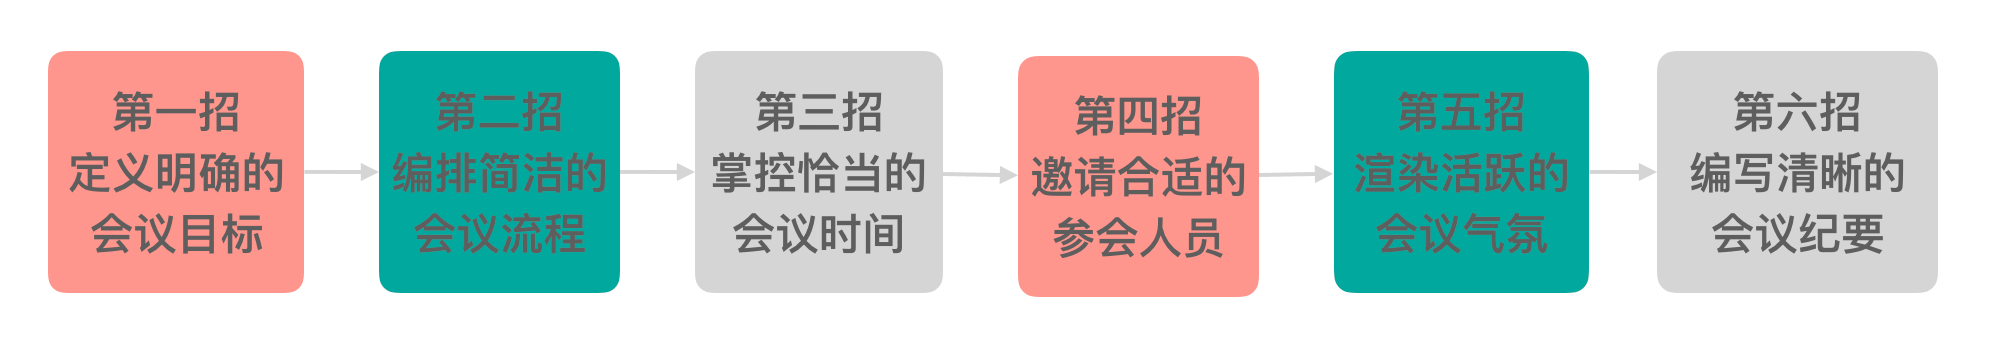 第一招
定义明确的
会议目标
第二招
编排简洁的
会议流程
第三招
掌控恰当的
会议时间
第四招
邀请合适的
参会人员
第五招
渲染活跃的
会议气氛
第六招
编写清晰的
会议纪要